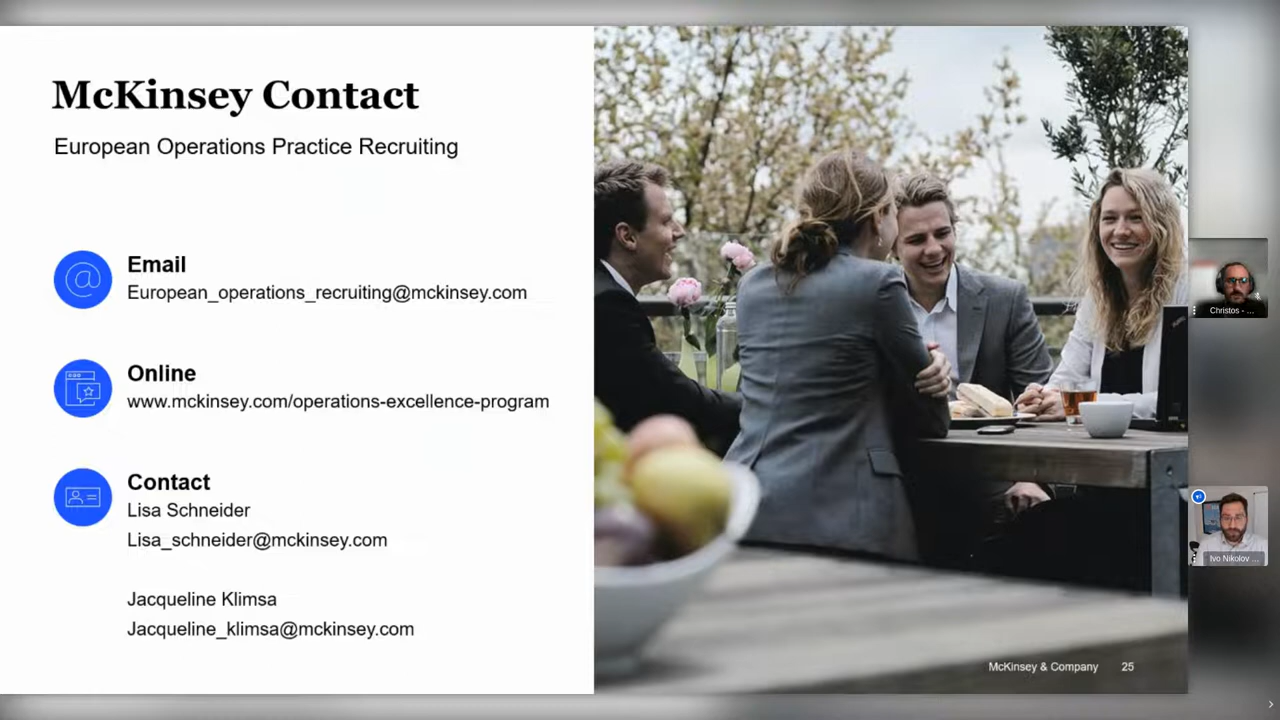 McKinsey Contact
European Operations Practice Recruiting
Email
European_operations_recruiting@mckinsey.com
Online
www.mckinsey.com/operations-excellence-program
Contact
Lisa Schneider
Lisa_schneider@mckinsey.com
Jacqueline Klimsa
Jacqueline_klimsa@mckinsey.com
McKinsey & Company 25
Christos - ...
Ivo Nikolov ...